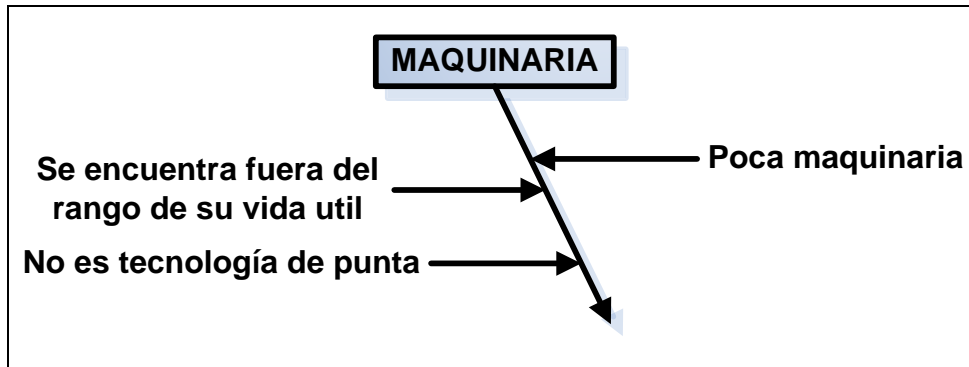 MAQUINARIA
Poca maquinaria
Se encuentra fuera del
rango de su vida util
No es tecnología de punta